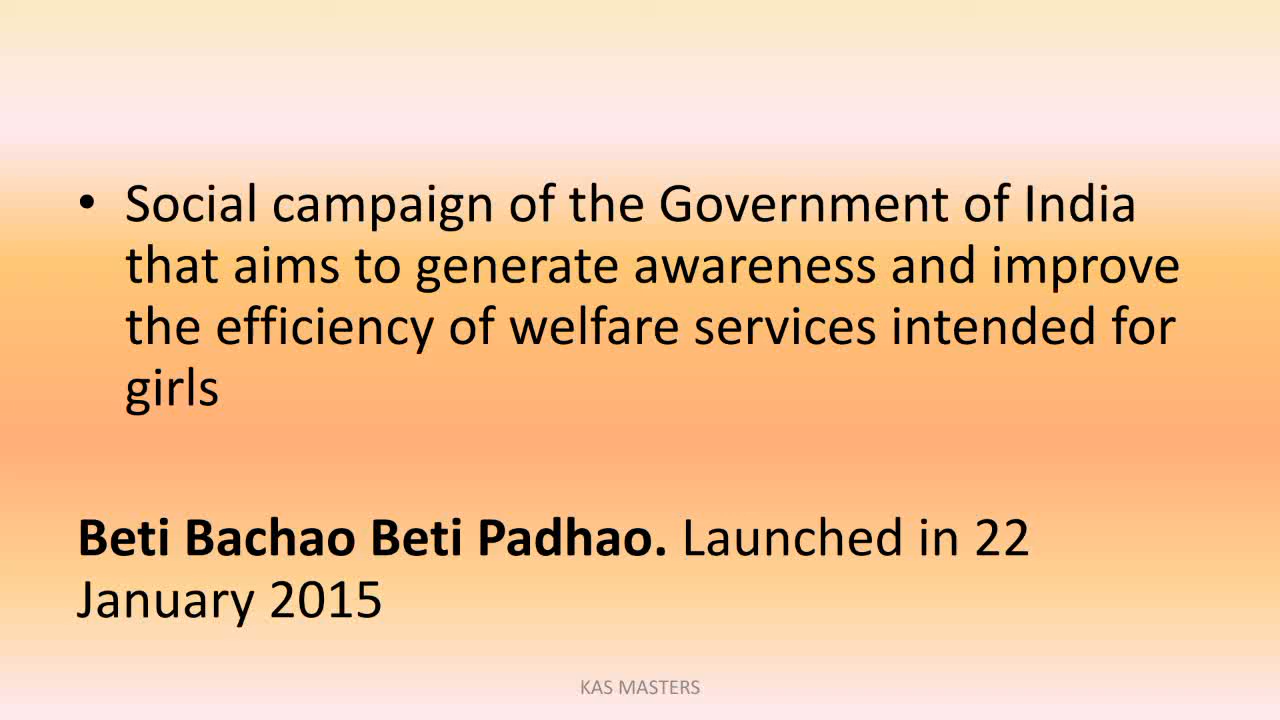 • Social campaign of the Government of India
that aims to generate awareness and improve
the efficiency of welfare services intended for
girls
Beti Bachao Beti Padhao. Launched in 22
January 2015
KAS MASTERS